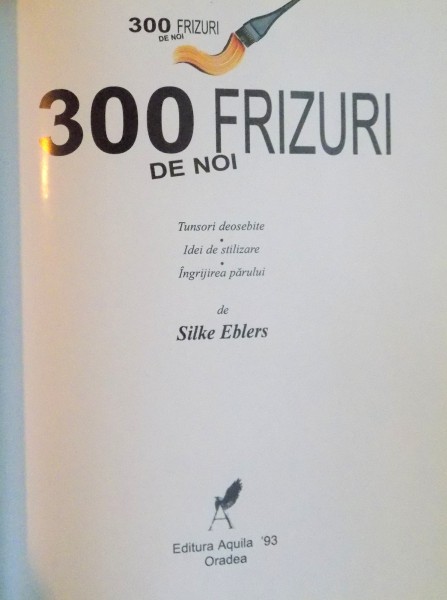 300 FRIZURI
DE NOI
300 FRIZURI
DE NOI
Tunsori deosebite
•
Idei de stilizare
•
Îngrijirea părului
de
Silke Eblers
Editura Aquila '93
Oradea